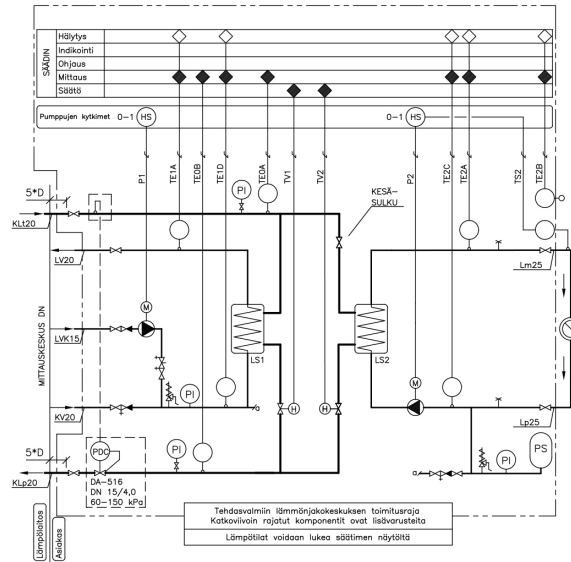 SÄÄDIN
Hälytys
Indikointi
Ohjaus
Mittaus
Säätö
Pumppujen kytkimet
0-1 HS
0-1 HS
P1
TE1A
TE0B
TE1D
TE0A
TV1
TV2
P2
TE2C
TE2A
TS2
TE2B
5*D
PI
KESÄ-
SULKU
KLt20
LV20
Lm25
M
LS1
LS2
MITTAUSKESKUS DN
LVK15
M
PI
a
H
H
KV20
Lp25
5*D
PDC
PI
a
PI
PS
KLp20
DA-516
DN 15/4,0
60-150 kPa
Lämpölaitos
Asiakas
Tehdasvalmiin lämmönjakokeskuksen toimitusraja
Katkoviivoin rajatut komponentit ovat lisävarusteita
Lämpötilat voidaan lukea säätimen näytöltä